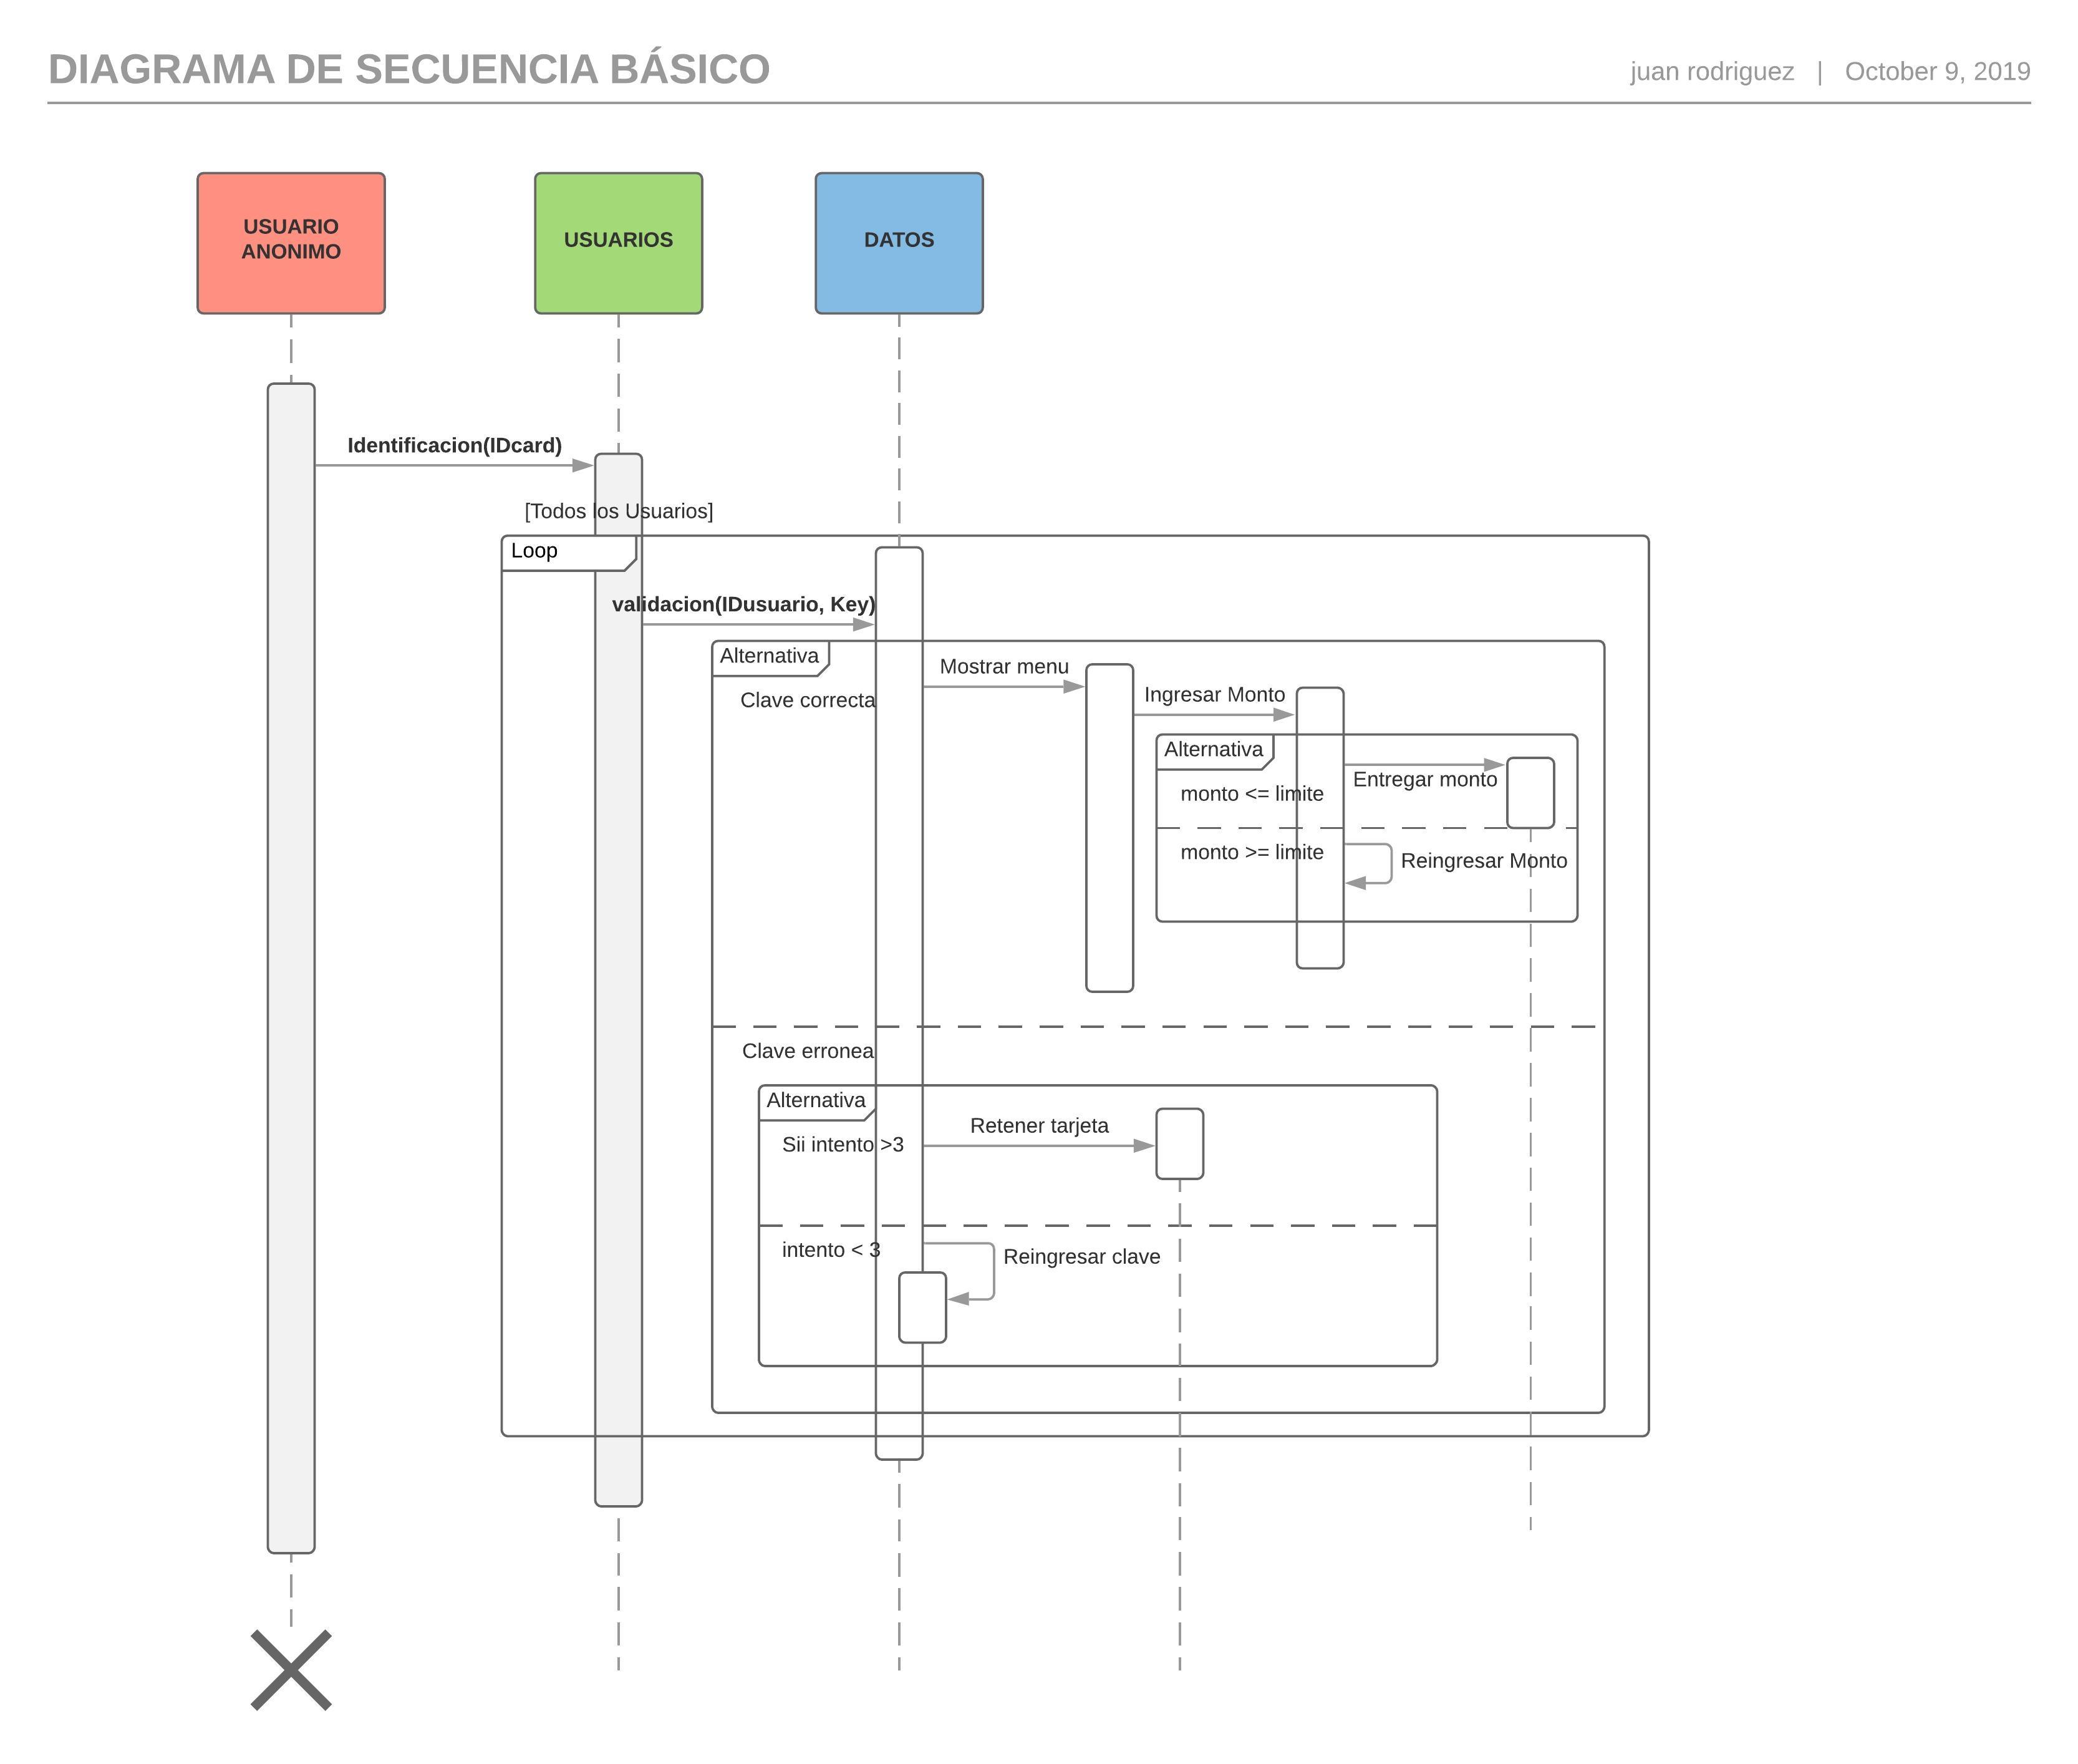 DIAGRAMA DE SECUENCIA BÁSICO
juan rodriguez | October 9, 2019
USUARIO
ANONIMO
USUARIOS
DATOS
Identificacion(IDcard)
[Todos los Usuarios]
Loop
validacion(IDusuario, Key)
Alternativa
Mostrar menu
Clave correcta
Ingresar Monto
Alternativa
Entregar monto
monto <= limite
monto >= limite
Reingresar Monto
Clave erronea
Alternativa
Retener tarjeta
Sii intento >3
intento < 3
Reingresar clave